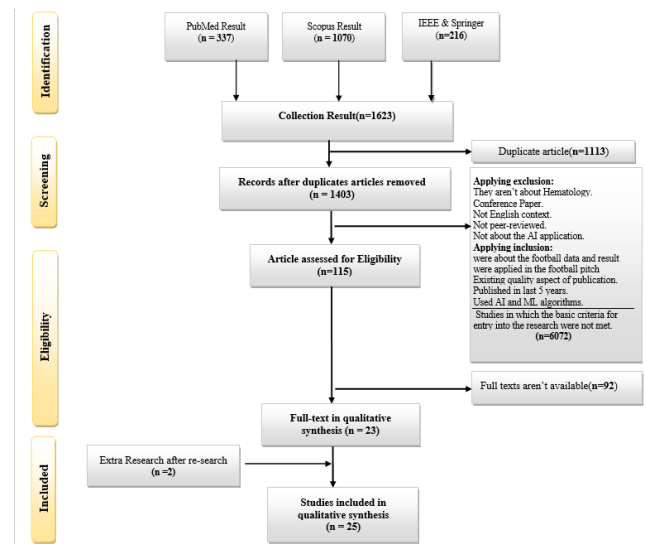 Identification
PubMed Result
(n = 337)
Scopus Result
(n = 1070)
IEEE & Springer
(n=216)
Collection Result(n=1623)
Screening
Duplicate article(n=1113)
Records after duplicates articles removed
n = 1403)
Applying exclusion:
They aren't about Hematology.
Conference Paper.
Not English context.
Not peer-reviewed.
Not about the AI application.
Applying inclusion:
were about the football data and result
were applied in the football pitch
Existing quality aspect of publication.
Published in last 5 years.
Used AI and ML algorithms.
Studies in which the basic criteria for
entry into the research were not met.
(n=6072)
Eligibility
Article assessed for Eligibility
(n=115)
Full texts aren't available(n=92)
Full-text in qualitative
synthesis (n = 23)
Included
Extra Research after re-search
(n =2)
Studies included in
qualitative synthesis
(n = 25)